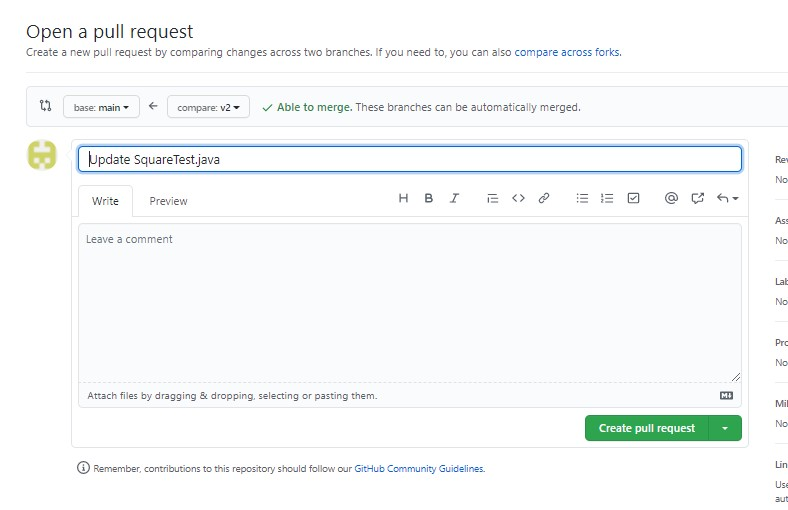 Open a pull request
Create a new pull request by comparing changes across two branches. If you need to, you can also compare across forks.
base: main
compare: v2
Able to merge. These branches can be automatically merged.
Update SquareTest.java
Write
Preview
H B I
Leave a comment
Attach files by dragging & dropping, selecting or pasting them.
Create pull request
Remember, contributions to this repository should follow our GitHub Community Guidelines.
Rev
No
Ass
No
Lab
No
Pro
No
Mil
No
Lin
Use
aut